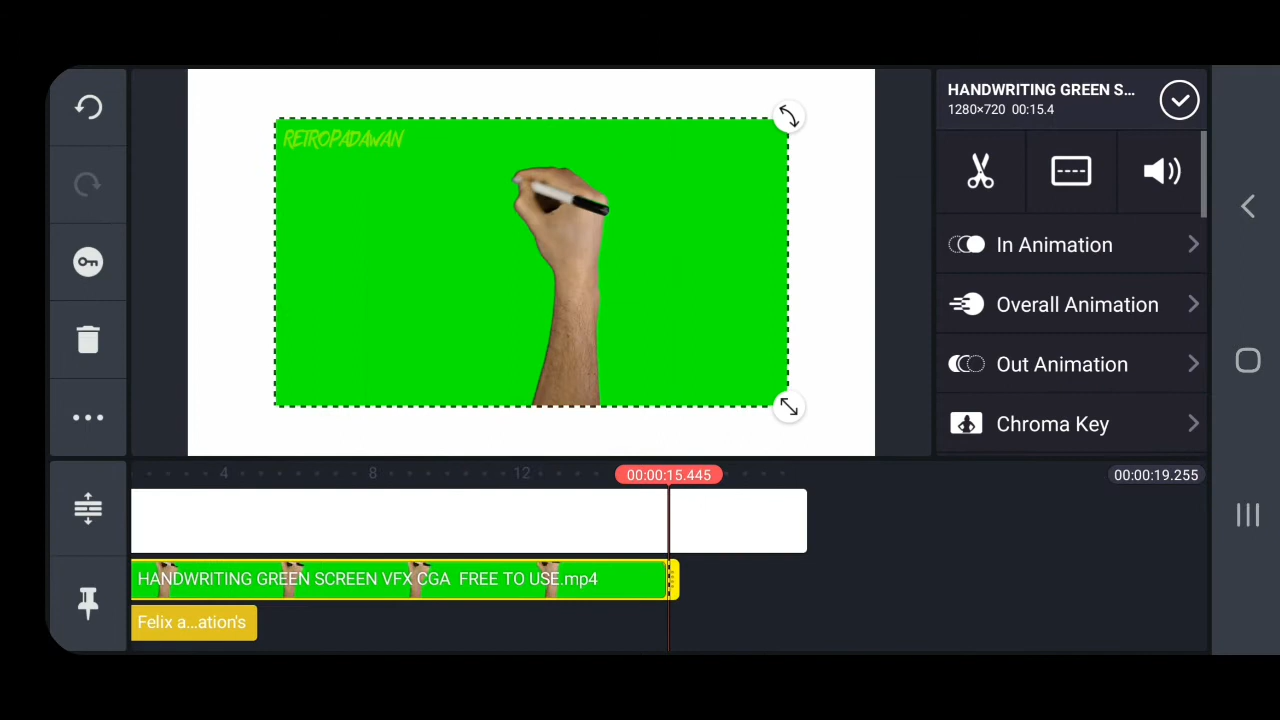 HANDWRITING GREEN S...
1280×720 00:15.4
RETROPADAWAN
In Animation
Overall Animation
Out Animation
Chroma Key
4 8 12 00:00:15.445 00:00:19.255
HANDWRITING GREEN SCREEN VFX CGA FREE TO USE.mp4
Felix a...ation's